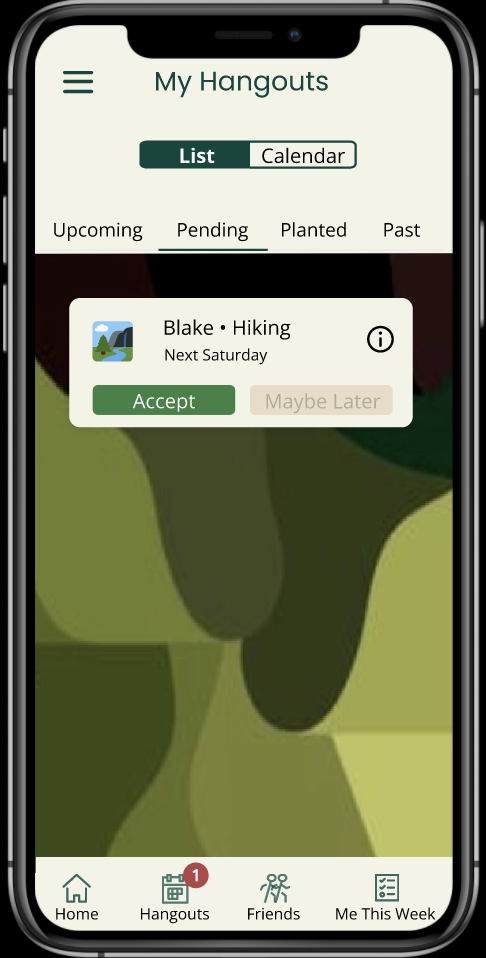 My Hangouts
List Calendar
Upcoming Pending Planted Past
Blake • Hiking
Next Saturday
Accept Maybe Later
1
Home Hangouts Friends Me This Week